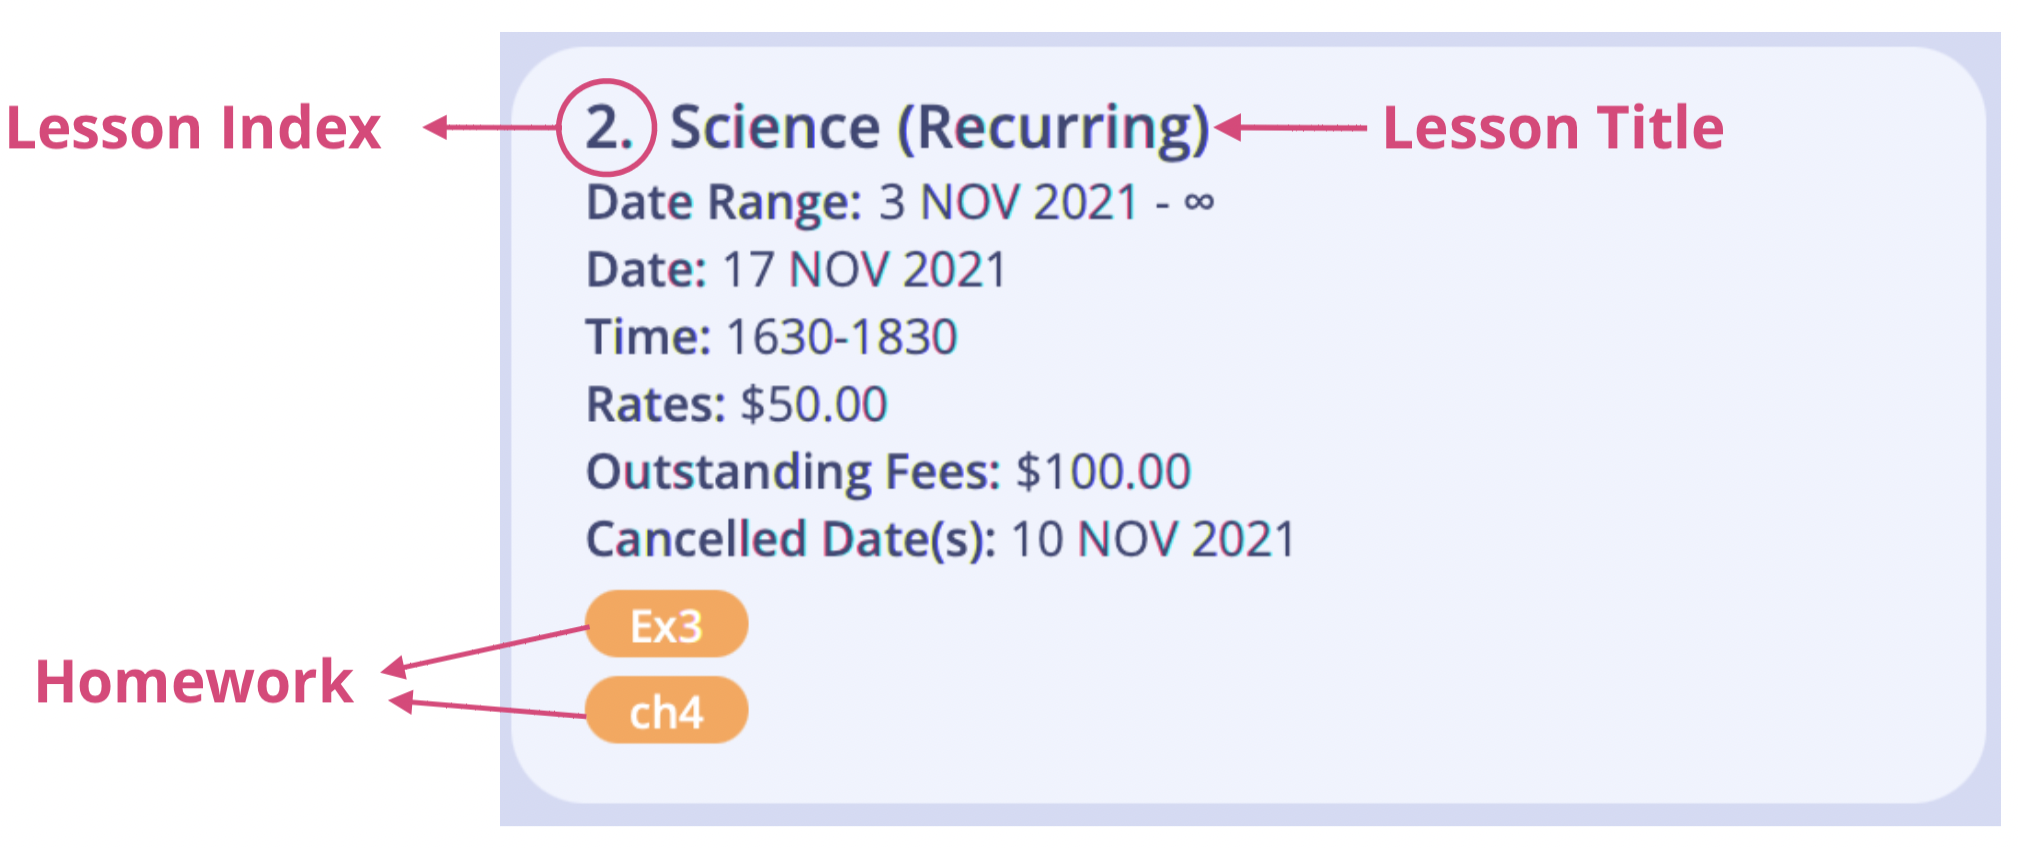 Lesson Index
2. Science (Recurring)
Lesson Title
Date Range: 3 NOV 2021 - ∞
Date: 17 NOV 2021
Time: 1630-1830
Rates: $50.00
Outstanding Fees: $100.00
Cancelled Date(s): 10 NOV 2021
Ex3
Homework
ch4